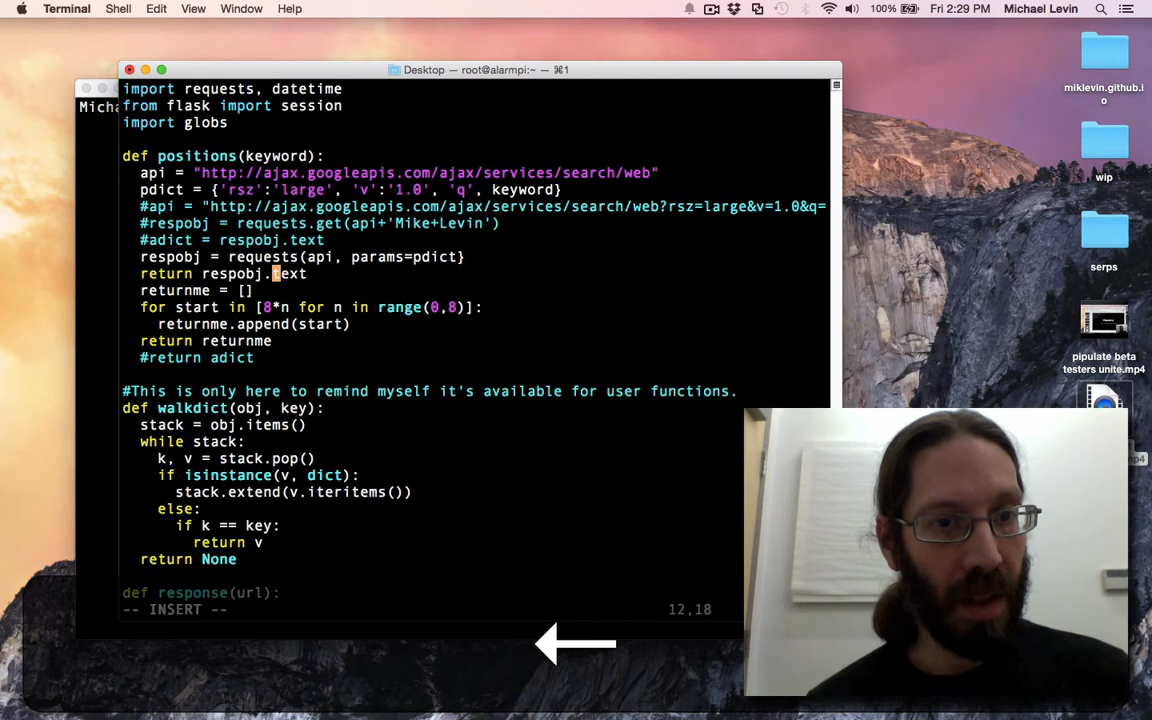 Terminal Shell Edit View Window Help 100% Fri 2:29 PM Michael Levin
Desktop — root@alarmpi:~ — ⌘1
Micha
import requests, datetime
from flask import session
import globs
def positions(keyword):
api = "http://ajax.googleapis.com/ajax/services/search/web"
pdict = {'rsz':'large', 'v':'1.0', 'q', keyword}
#api = "http://ajax.googleapis.com/ajax/services/search/web?rsz=large&v=1.0&q=
#respobj = requests.get(api+'Mike+Levin')
#adict = respobj.text
respobj = requests(api, params=pdict}
return respobj.text
returnme = []
for start in [8*n for n in range(0,8)]:
returnme.append(start)
return returnme
#return adict
#This is only here to remind myself it's available for user functions.
def walkdict(obj, key):
stack = obj.items()
while stack:
k, v = stack.pop()
if isinstance(v, dict):
stack.extend(v.iteritems())
else:
if k == key:
return v
return None
def response(url):
-- INSERT -- 12,18
miklevin.github.i
o
wip
serps
pipulate beta
testers unite.mp4
mp4